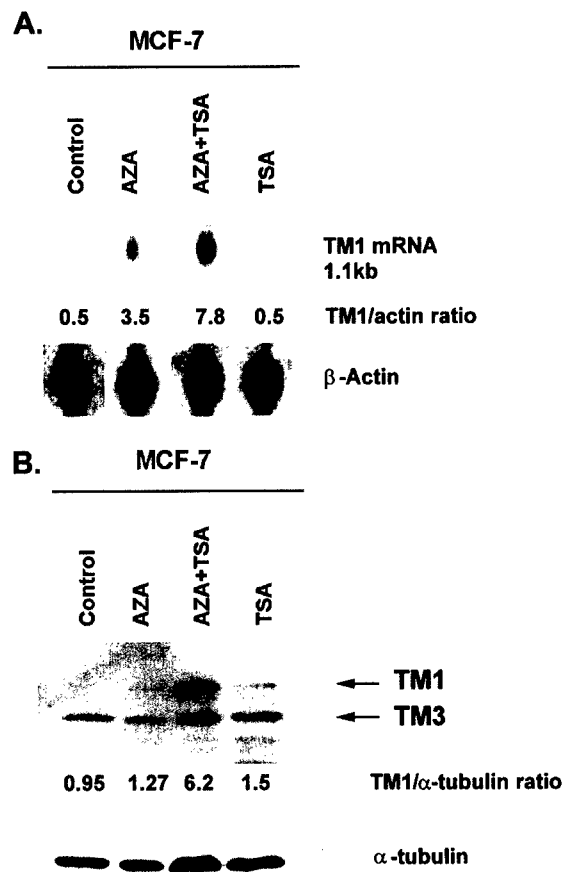 A.
MCF-7
Control
AZA
AZA+TSA
TSA
TM1 mRNA
1.1kb
0.5 3.5 7.8 0.5 TM1/actin ratio
β-Actin
B.
MCF-7
Control
AZA
AZA+TSA
TSA
TM1
TM3
0.95 1.27 6.2 1.5 TM1/α-tubulin ratio
α-tubulin